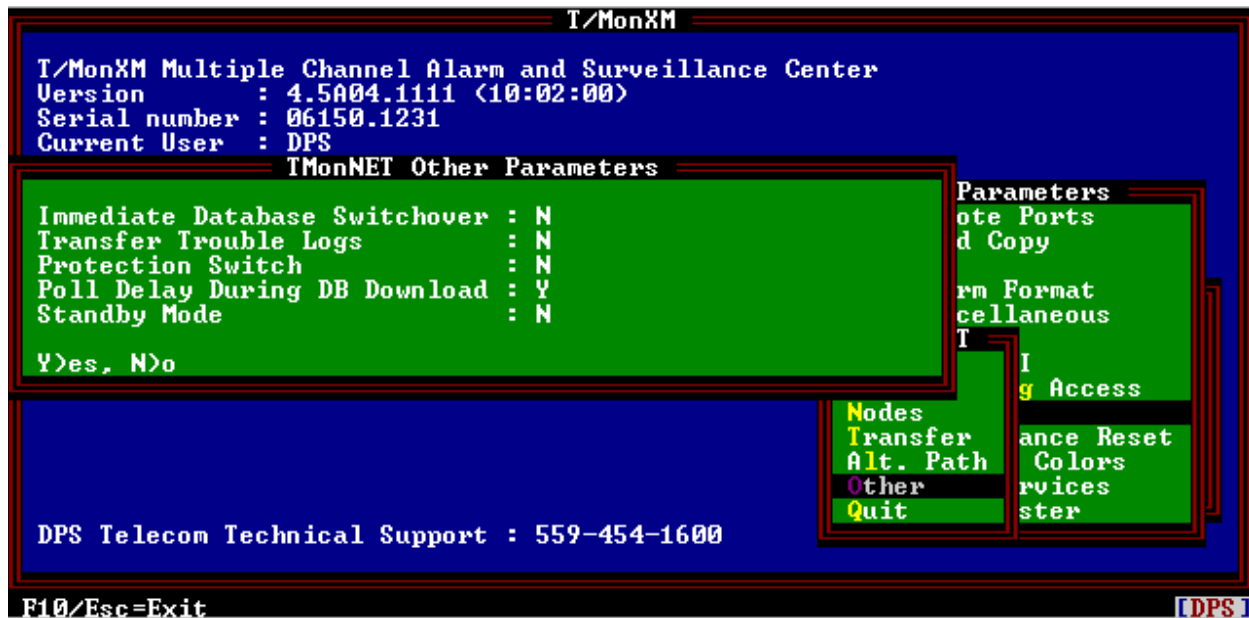 T/MonXM
T/MonXM Multiple Channel Alarm and Surveillance Center
Version : 4.5A04.1111 (10:02:00)
Serial number : 06150.1231
Current User : DPS
TMonNET Other Parameters
Immediate Database Switchover : N
Transfer Trouble Logs : N
Protection Switch : N
Poll Delay During DB Download : Y
Standby Mode : N
Y)es, N)o
Parameters
ote Ports
d Copy
rm Format
cellaneous
T
I
g Access
Nodes
Transfer
ance Reset
Alt. Path
Colors
Other
rvices
Quit
ster
DPS Telecom Technical Support : 559-454-1600
F10/Esc=Exit
[DPS]